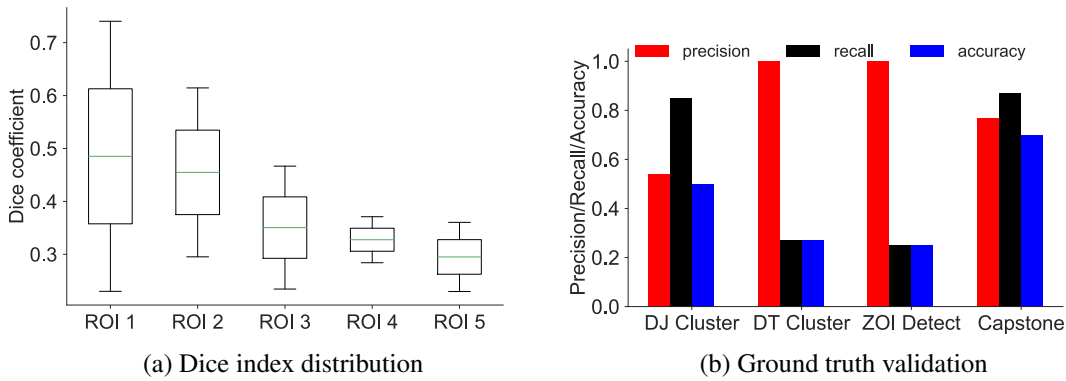 Dice coefficient
0.7
0.6
0.5
0.4
0.3
ROI 1 ROI 2 ROI 3 ROI 4 ROI 5
(a) Dice index distribution
precision recall accuracy
Precision/Recall/Accuracy
1.0
0.8
0.6
0.4
0.2
0.0
DJ Cluster DT Cluster ZOI Detect Capstone
(b) Ground truth validation